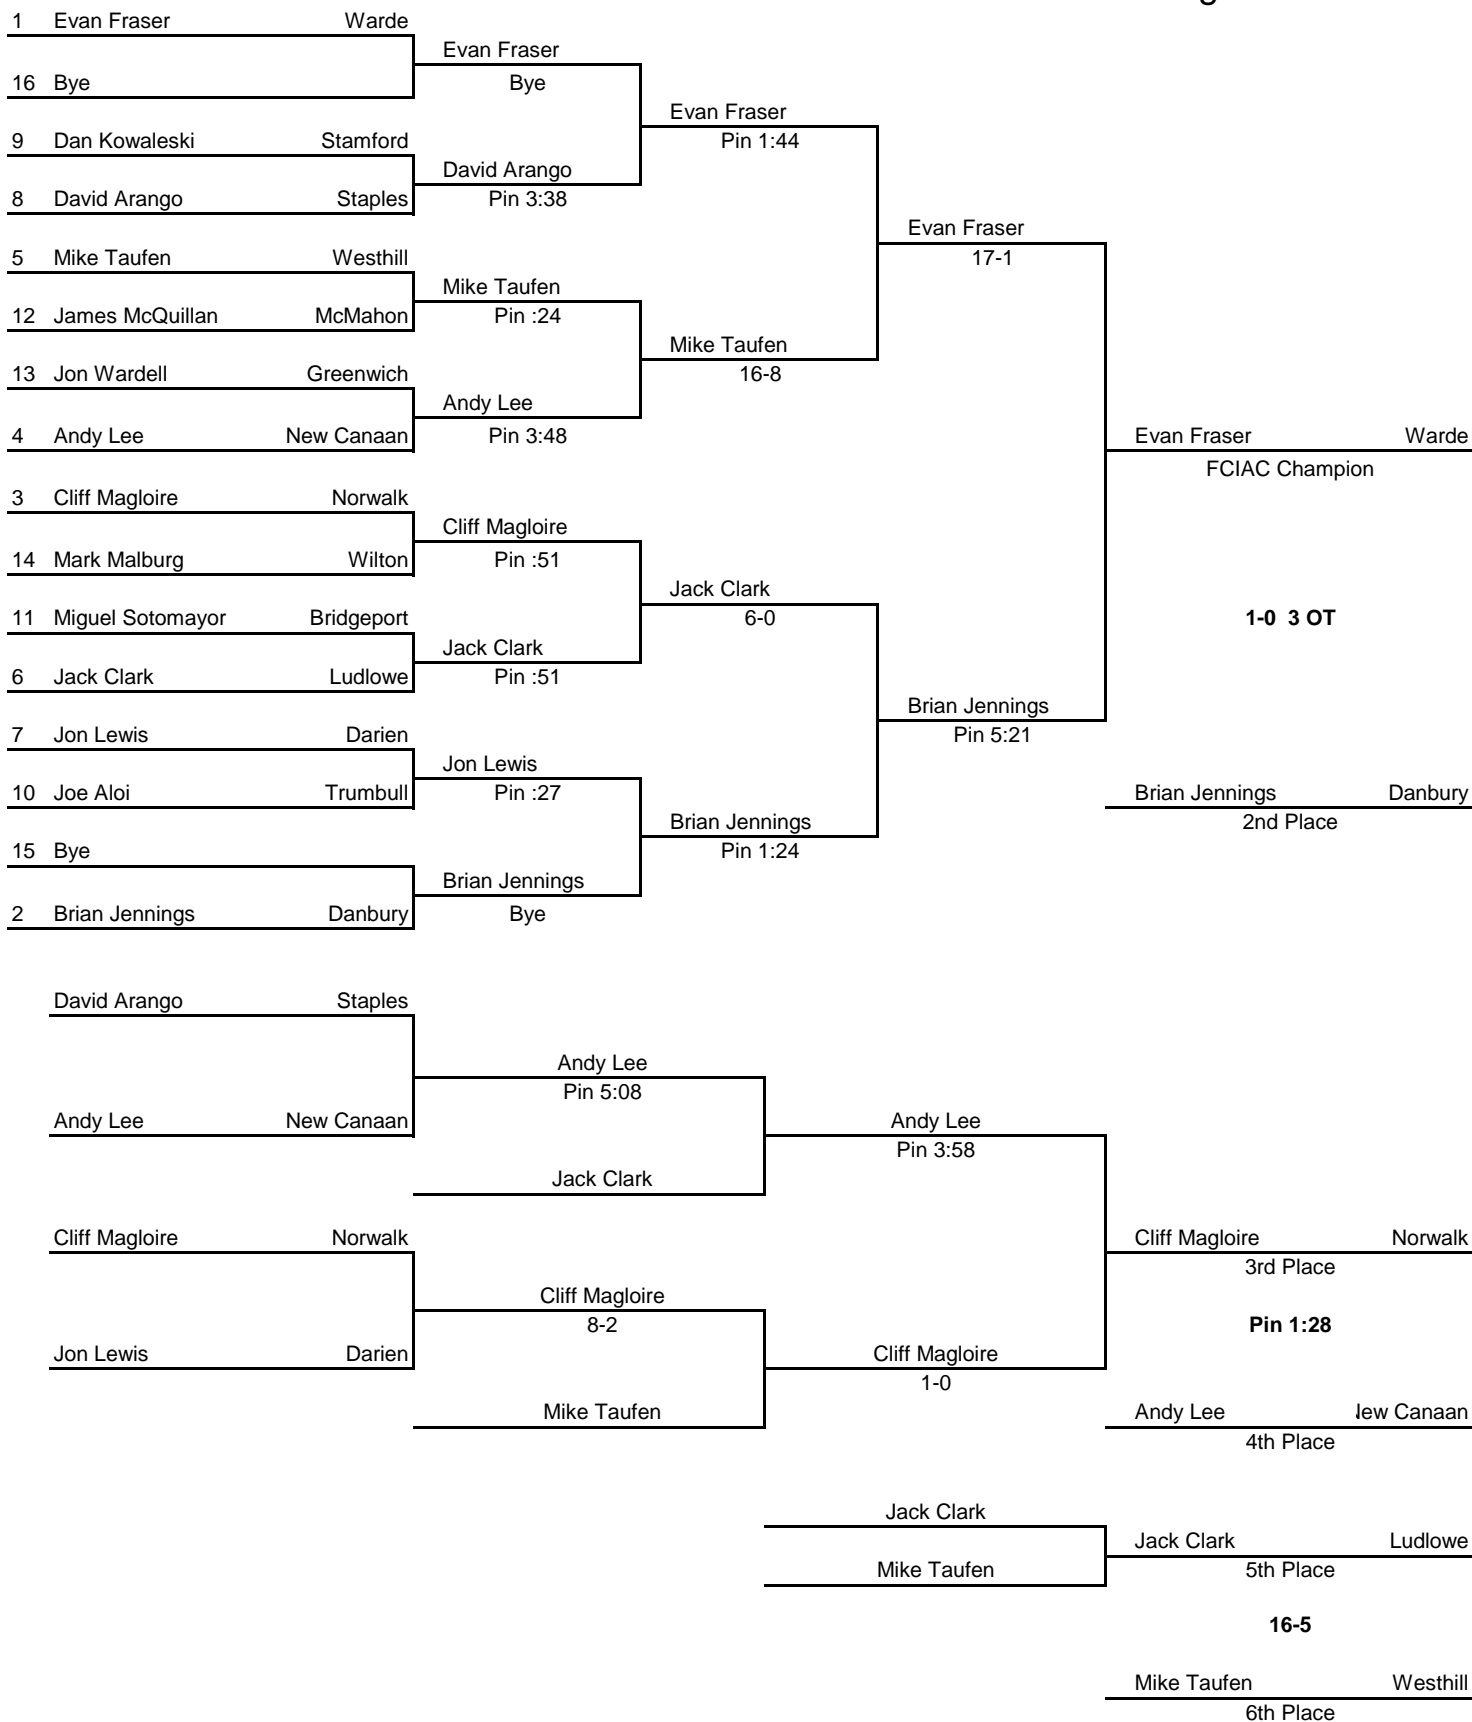 1 Evan Fraser Warde
Evan Fraser
16 Bye Bye
Evan Fraser
9 Dan Kowaleski Stamford Pin 1:44
David Arango
8 David Arango Staples Pin 3:38
Evan Fraser
5 Mike Taufen Westhill 17-1
Mike Taufen
12 James McQuillan McMahon Pin :24
Mike Taufen
13 Jon Wardell Greenwich 16-8
Andy Lee
4 Andy Lee New Canaan Pin 3:48 Evan Fraser Warde
FCIAC Champion
3 Cliff Magloire Norwalk
Cliff Magloire
14 Mark Malburg Wilton Pin :51
Jack Clark
11 Miguel Sotomayor Bridgeport 6-0 1-0 3 OT
Jack Clark
6 Jack Clark Ludlowe Pin :51
Brian Jennings
7 Jon Lewis Darien Pin 5:21
Jon Lewis
10 Joe Aloi Trumbull Pin :27 Brian Jennings Danbury
Brian Jennings 2nd Place
15 Bye Pin 1:24
Brian Jennings
2 Brian Jennings Danbury Bye
David Arango Staples
Andy Lee
Pin 5:08
Andy Lee New Canaan Andy Lee
Pin 3:58
Jack Clark
Cliff Magloire Norwalk Cliff Magloire Norwalk
3rd Place
Cliff Magloire
8-2 Pin 1:28
Jon Lewis Darien Cliff Magloire
1-0
Mike Taufen Andy Lee ew Canaan
4th Place
Jack Clark
Jack Clark Ludlowe
Mike Taufen 5th Place
16-5
Mike Taufen Westhill
6th Place